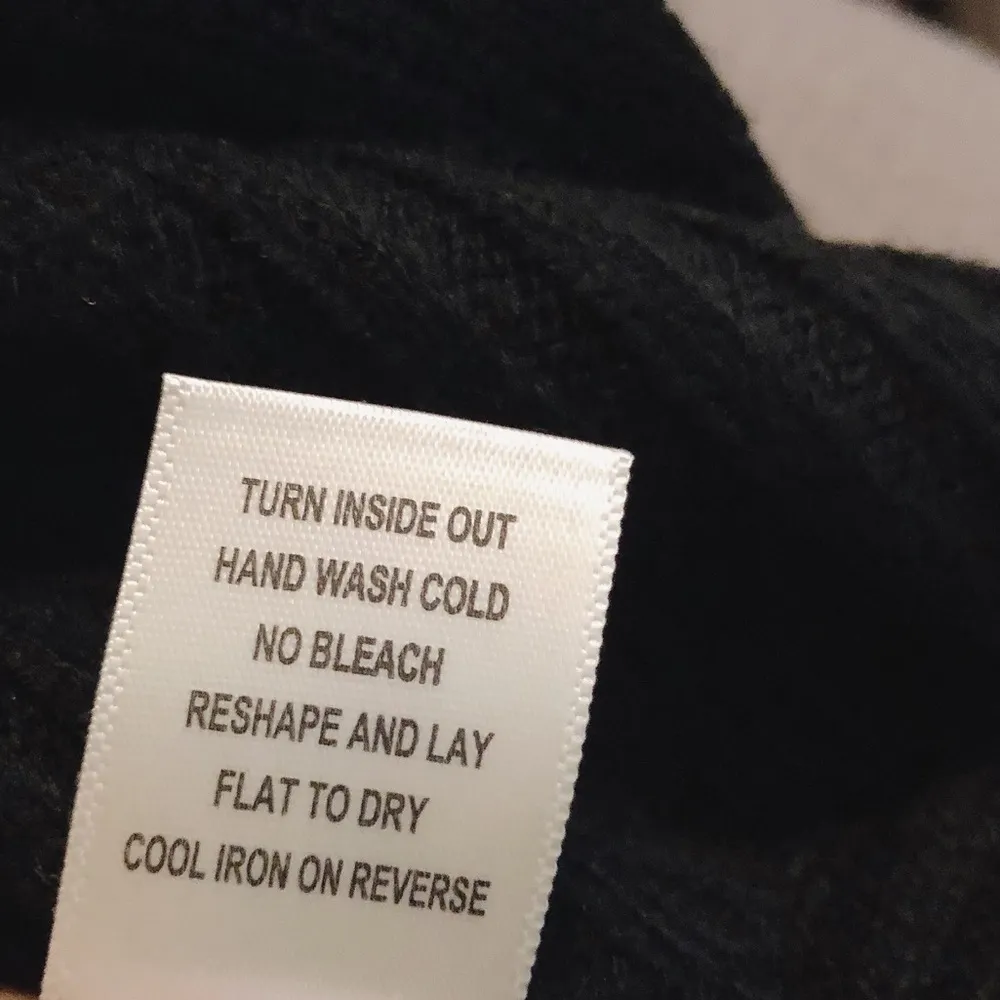 TURN INSIDE OUT
HAND WASH COLD
NO BLEACH
RESHAPE AND LAY
FLAT TO DRY
COOL IRON ON REVERSE